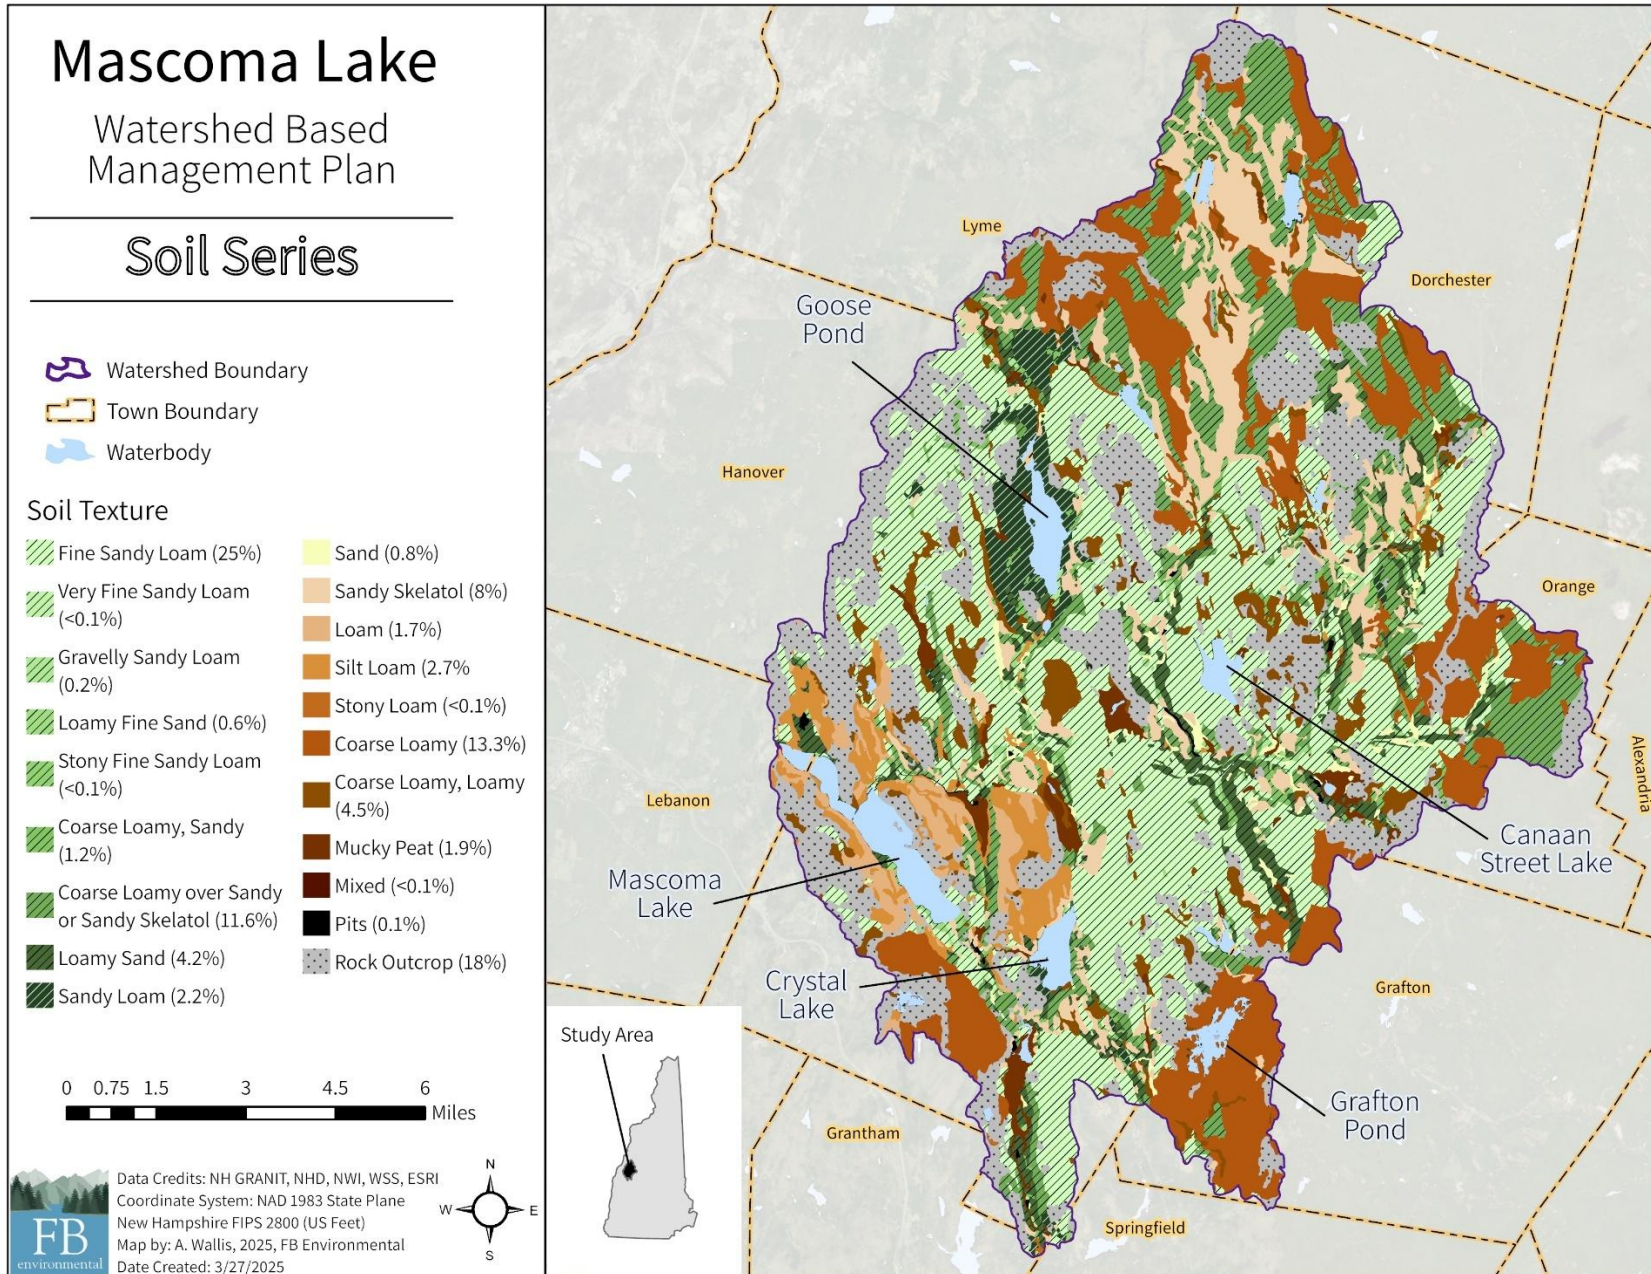 Mascoma Lake
Watershed Based
Management Plan
Soil Series
Watershed Boundary
Town Boundary
Waterbody
Soil Texture
Fine Sandy Loam (25%)
Very Fine Sandy Loam
(<0.1%)
Gravelly Sandy Loam
(0.2%)
Loamy Fine Sand (0.6%)
Stony Fine Sandy Loam
(<0.1%)
Coarse Loamy, Sandy
(1.2%)
Coarse Loamy over Sandy
or Sandy Skelatol (11.6%)
Loamy Sand (4.2%)
Sandy Loam (2.2%)
Sand (0.8%)
Sandy Skelatol (8%)
Loam (1.7%)
Silt Loam (2.7%
Stony Loam (<0.1%)
Coarse Loamy (13.3%)
Coarse Loamy, Loamy
(4.5%)
Mucky Peat (1.9%)
Mixed (<0.1%)
Pits (0.1%)
Rock Outcrop (18%)
0 0.75 1.5 3 4.5 6
Miles
FB
environmental
Data Credits: NH GRANIT, NHD, NWI, WSS, ESRI
Coordinate System: NAD 1983 State Plane
New Hampshire FIPS 2800 (US Feet)
Map by: A. Wallis, 2025, FB Environmental
Date Created: 3/27/2025
N
W E
S
Study Area
Lyme
Dorchester
Goose
Pond
Hanover
Orange
Alexandria
Lebanon
Canaan
Street Lake
Mascoma
Lake
Crystal
Lake
Grafton
Grafton
Pond
Grantham
Springfield